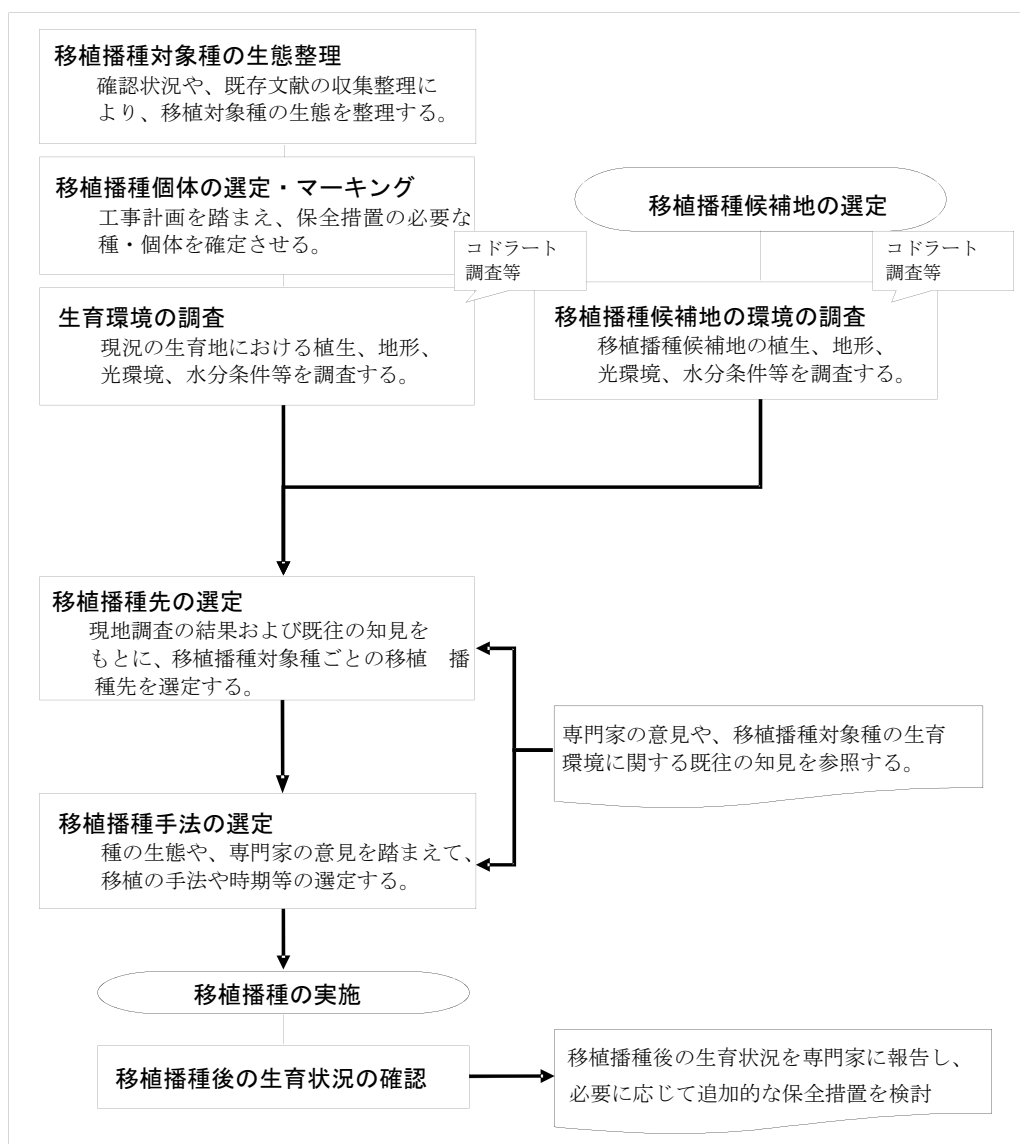 移植播種対象種の生態整理
確認状況や、既存文献の収集整理に
より、移植対象種の生態を整理する。
移植播種個体の選定・マーキング
工事計画を踏まえ、保全措置の必要な
種・個体を確定させる。
移植播種候補地の選定
コドラート
調査等
コドラート
調査等
生育環境の調査
現況の生育地における植生、地形、
光環境、水分条件等を調査する。
移植播種候補地の環境の調査
移植播種候補地の植生、地形、
光環境、水分条件等を調査する。
移植播種先の選定
現地調査の結果および既往の知見を
もとに、移植播種対象種ごとの移植　播
種先を選定する。
専門家の意見や、移植播種対象種の生育
環境に関する既往の知見を参照する。
移植播種手法の選定
種の生態や、専門家の意見を踏まえて、
移植の手法や時期等の選定する。
移植播種の実施
移植播種後の生育状況の確認
移植播種後の生育状況を専門家に報告し、
必要に応じて追加的な保全措置を検討